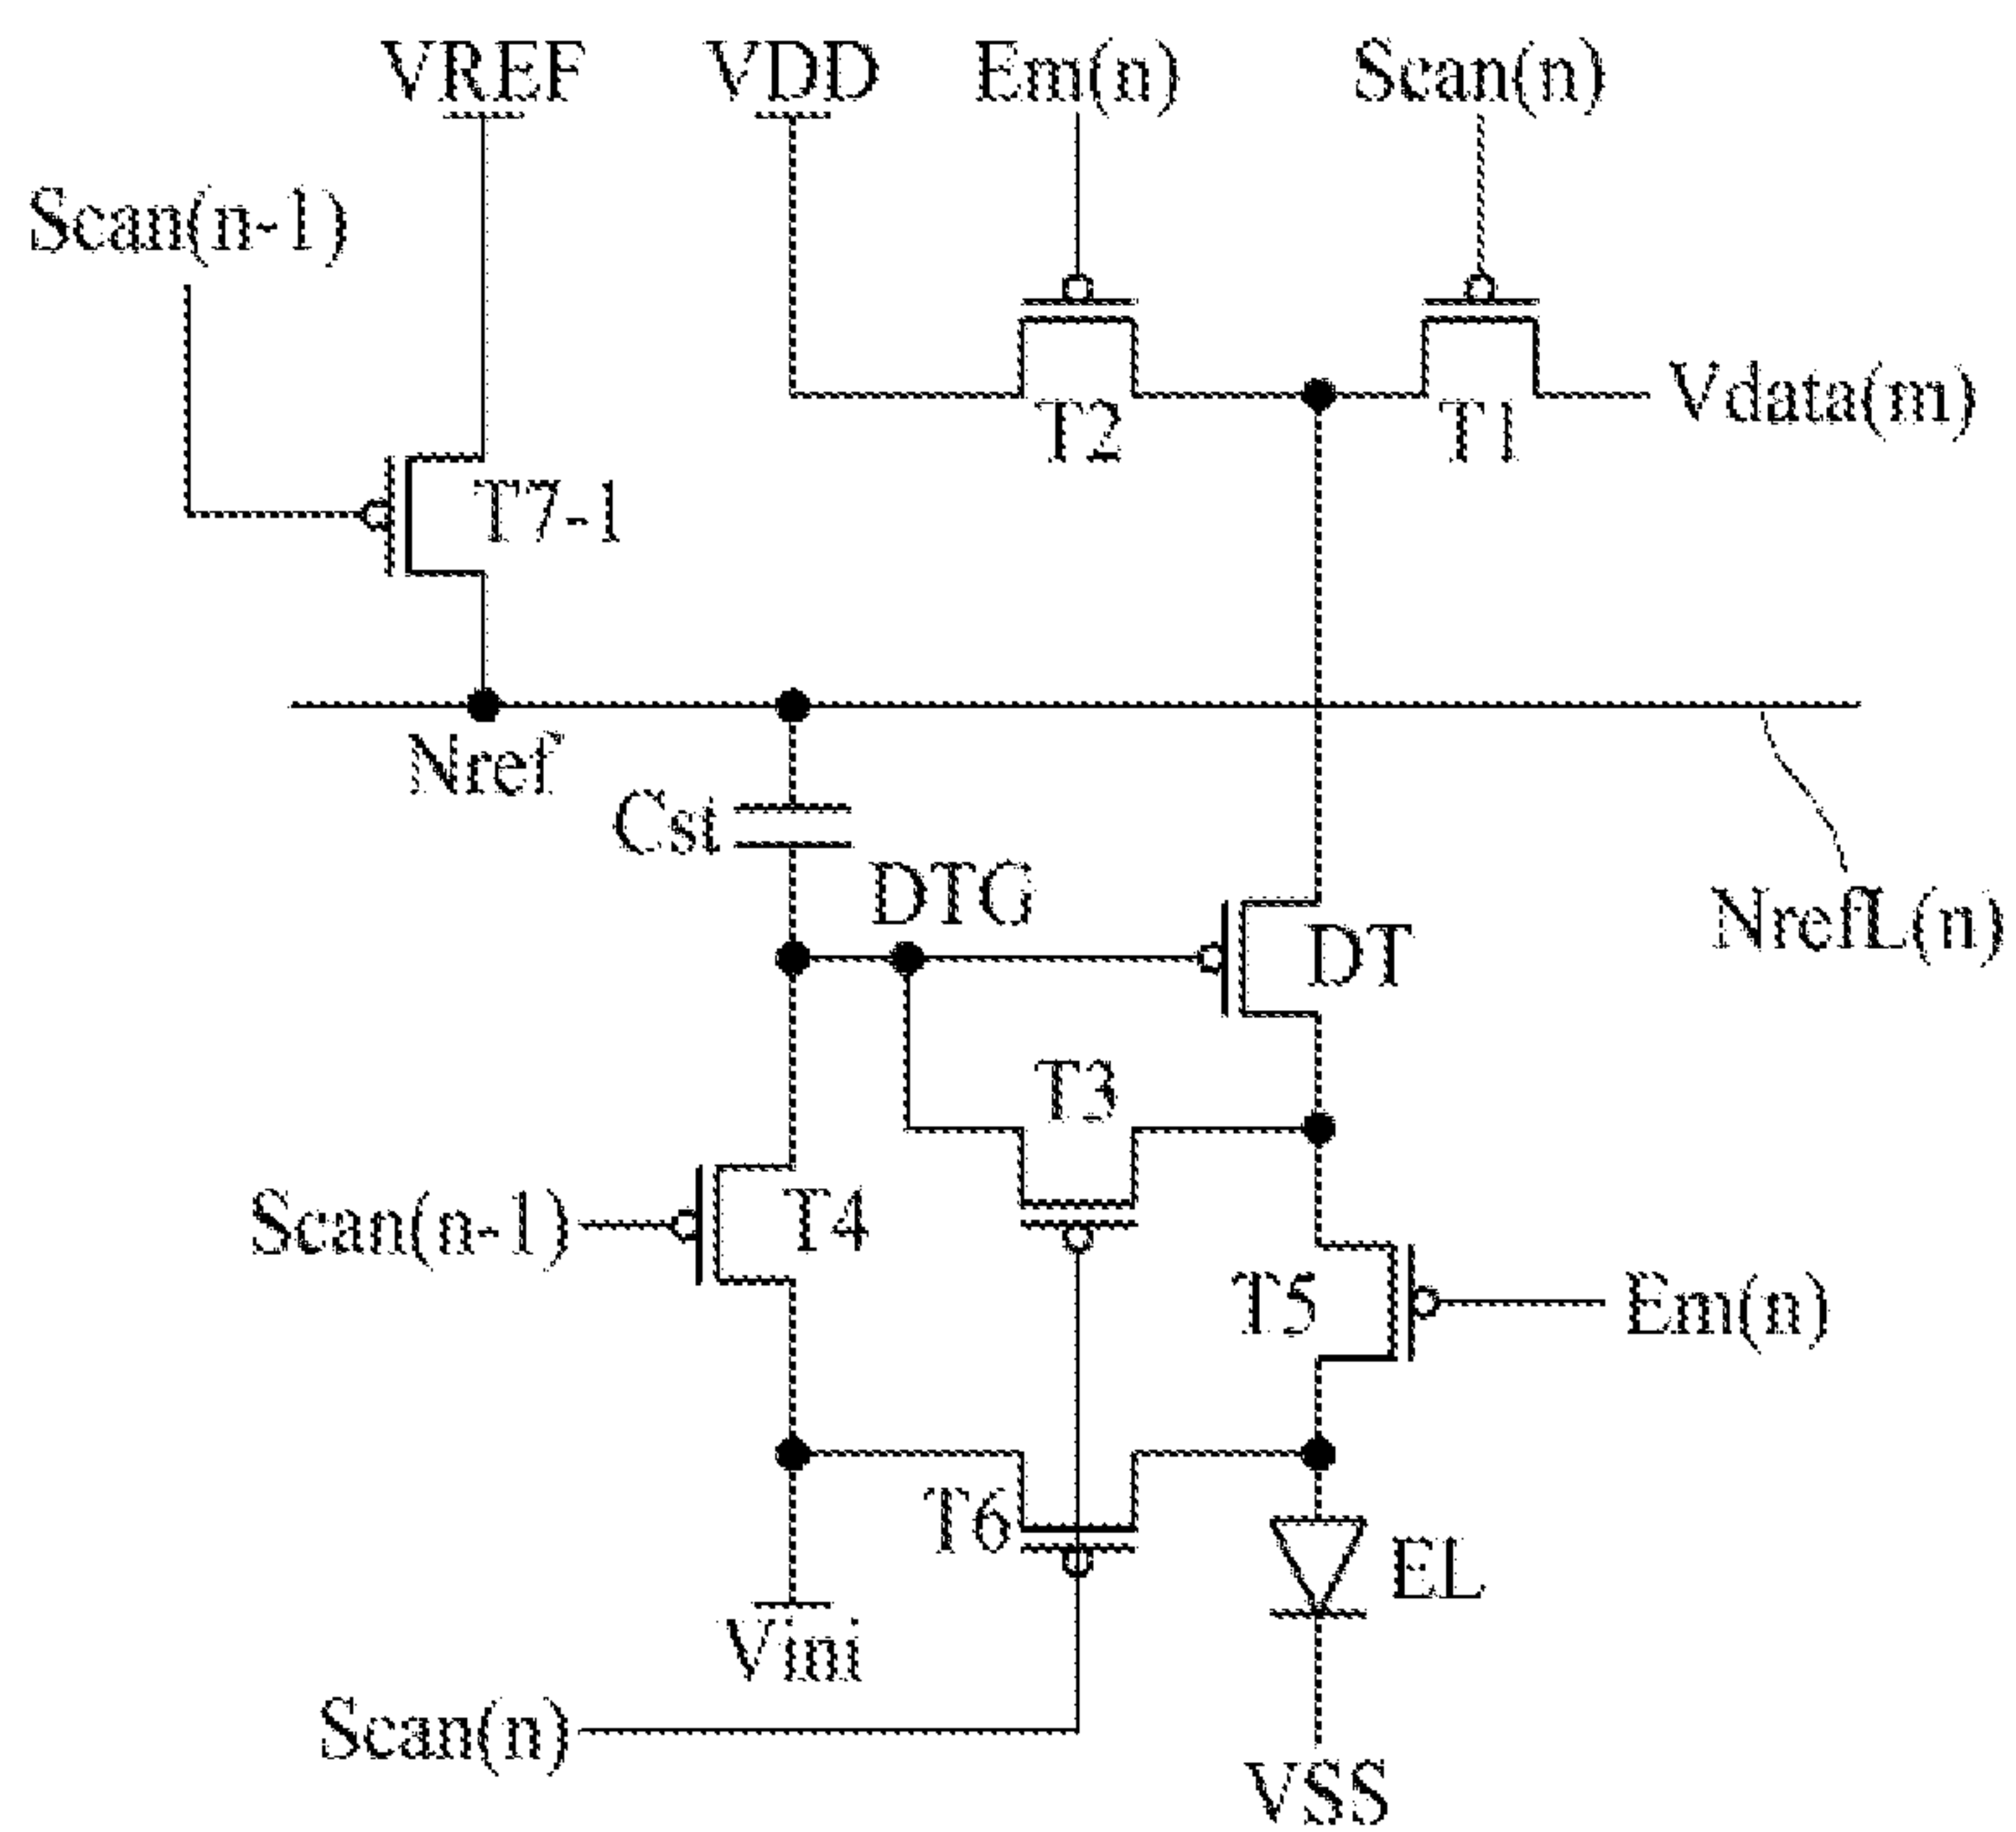 VREF
VDD
Em(n)
Scan(n)
Scan(n-1)
Vdata(m)
T2
T1
T7-1
Nref
Cst
DTG
NrefL(n)
DT
T3
Scan(n-1)
T4
T5
Em(n)
T6
EL
Vini
Scan(n)
VSS